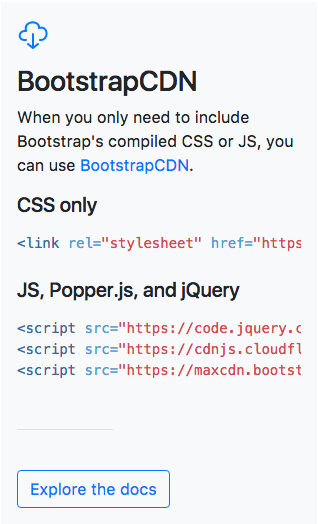 BootstrapCDN
When you only need to include
Bootstrap's compiled CSS or JS, you
can use BootstrapCDN.
CSS only
<link rel="stylesheet" href="https
JS, Popper.js, and jQuery
<script src="https://code.jquery.c
<script src="https://cdnjs.cloudfl
<script src="https://maxcdn.bootst
Explore the docs